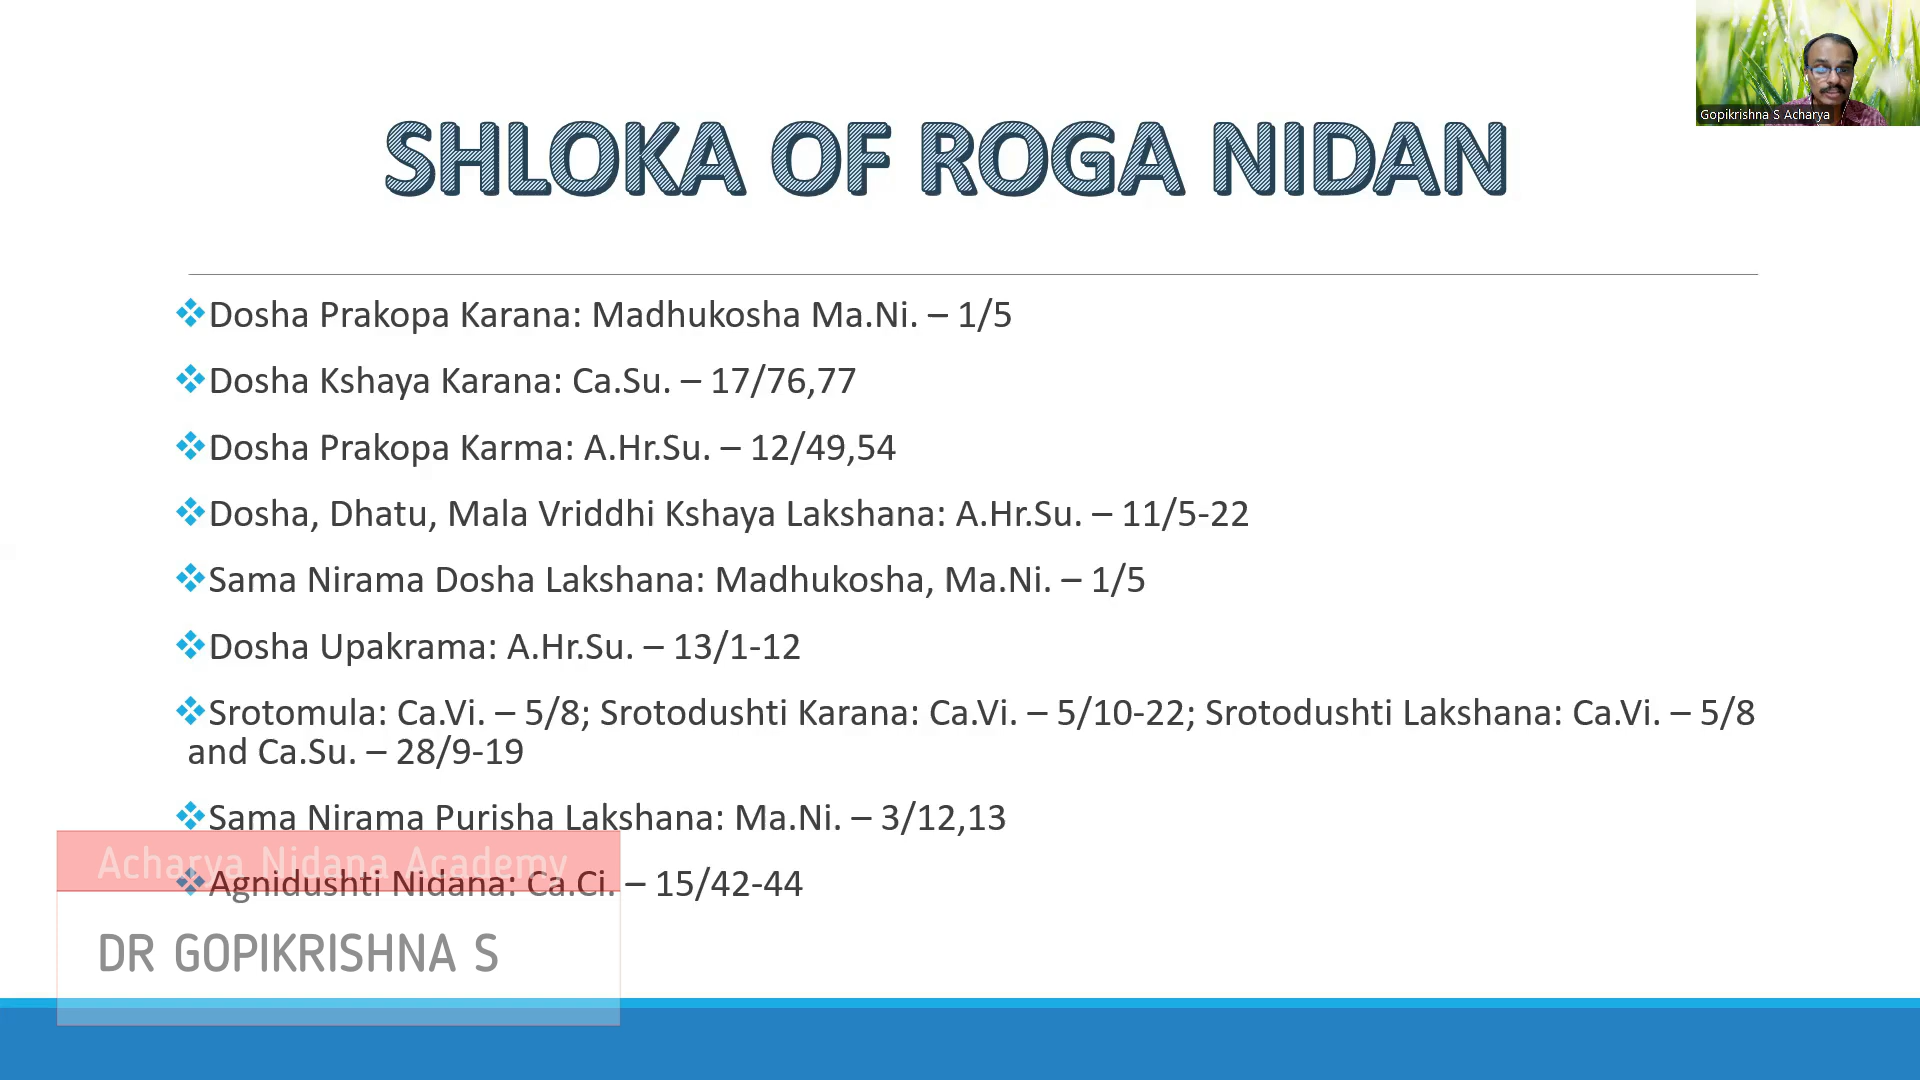 Gopikrishna S Acharya
SHLOKA OF ROGA NIDAN
❖Dosha Prakopa Karana: Madhukosha Ma.Ni. – 1/5
❖Dosha Kshaya Karana: Ca.Su. – 17/76,77
❖Dosha Prakopa Karma: A.Hr.Su. – 12/49,54
❖Dosha, Dhatu, Mala Vriddhi Kshaya Lakshana: A.Hr.Su. – 11/5-22
❖Sama Nirama Dosha Lakshana: Madhukosha, Ma.Ni. – 1/5
❖Dosha Upakrama: A.Hr.Su. – 13/1-12
❖Srotomula: Ca.Vi. – 5/8; Srotodushti Karana: Ca.Vi. – 5/10-22; Srotodushti Lakshana: Ca.Vi. – 5/8
and Ca.Su. – 28/9-19
❖Sama Nirama Purisha Lakshana: Ma.Ni. – 3/12,13
Acharya Nidana Academy
❖Agnidushti Nidana: Ca.Ci. – 15/42-44
DR GOPIKRISHNA S